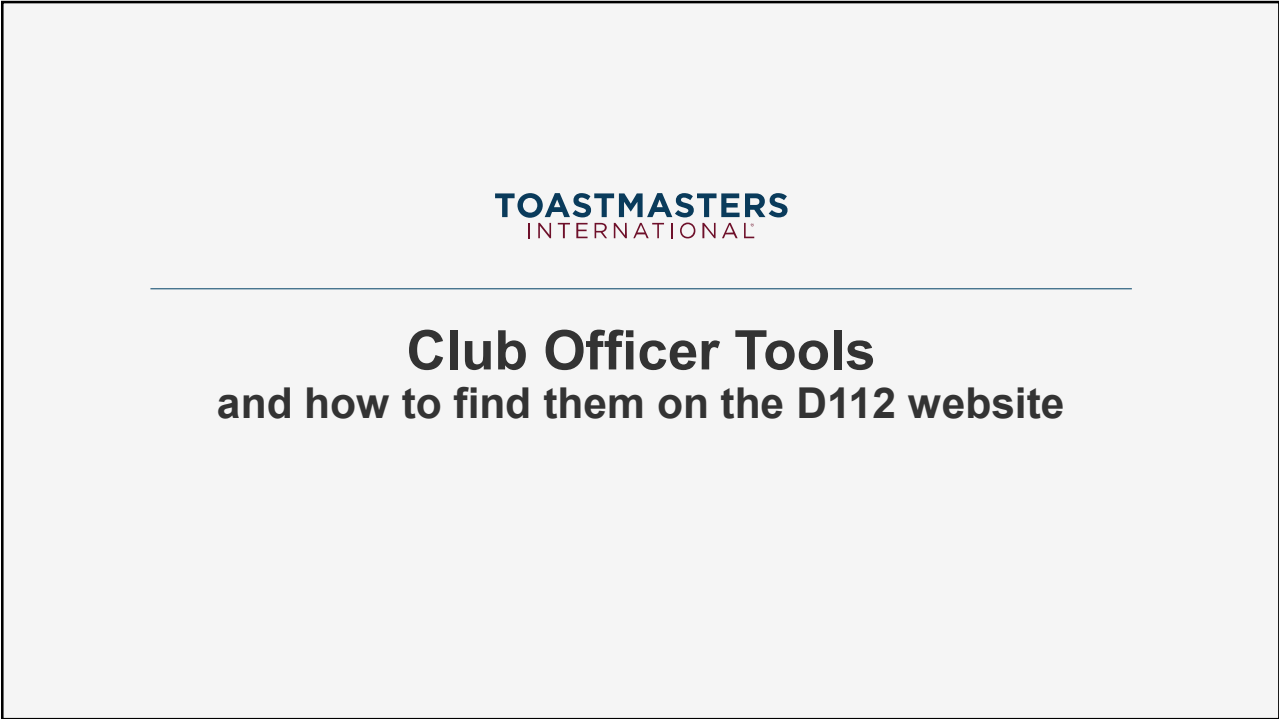 TOASTMASTERS
INTERNATIONAL®
Club Officer Tools
and how to find them on the D112 website